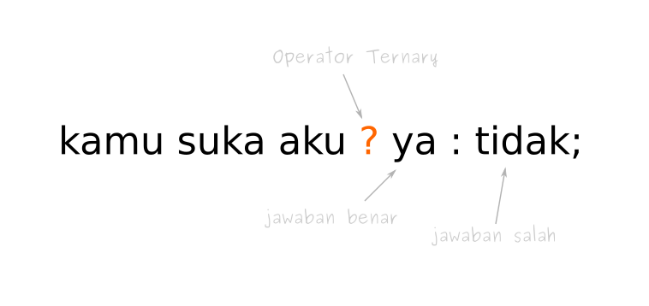 Operator Ternary
kamu suka aku ? ya : tidak;
jawaban benar
jawaban salah